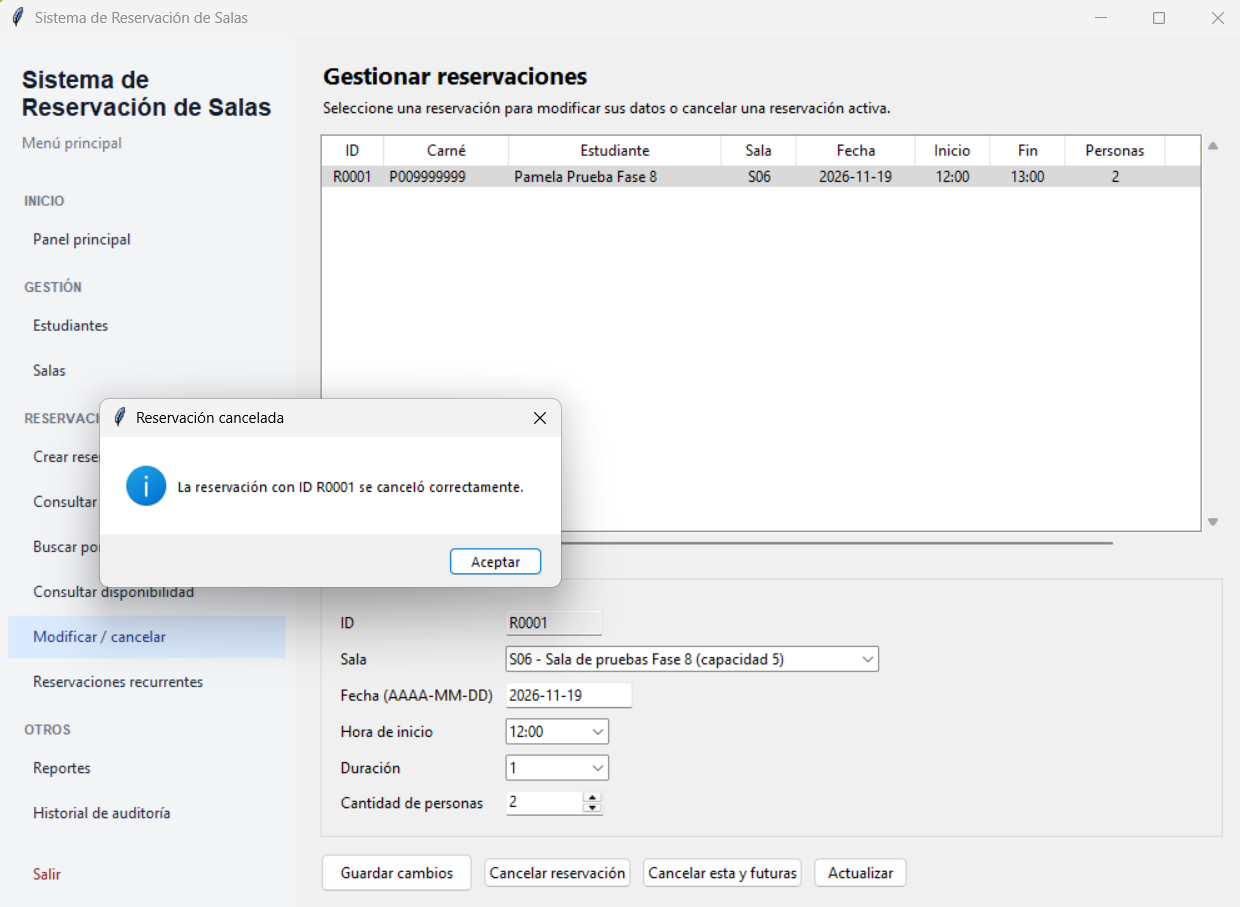 Sistema de Reservación de Salas
Sistema de
Reservación de Salas
Menú principal
INICIO
Panel principal
GESTIÓN
Estudiantes
Salas
Crear
Consultar
Buscar
Consultar disponibilidad
Modificar / cancelar
Reservaciones recurrentes
OTROS
Reportes
Historial de auditoría
Salir
Gestionar reservaciones
Seleccione una reservación para modificar sus datos o cancelar una reservación activa.
ID Carné Estudiante Sala Fecha Inicio Fin Personas
R0001 P009999999 Pamela Prueba Fase 8 S06 2026-11-19 12:00 13:00 2
Reservación cancelada
La reservación con ID R0001 se canceló correctamente.
Aceptar
ID R0001
Sala S06 - Sala de pruebas Fase 8 (capacidad 5)
Fecha (AAAA-MM-DD) 2026-11-19
Hora de inicio 12:00
Duración 1
Cantidad de personas 2
Guardar cambios Cancelar reservación Cancelar esta y futuras Actualizar